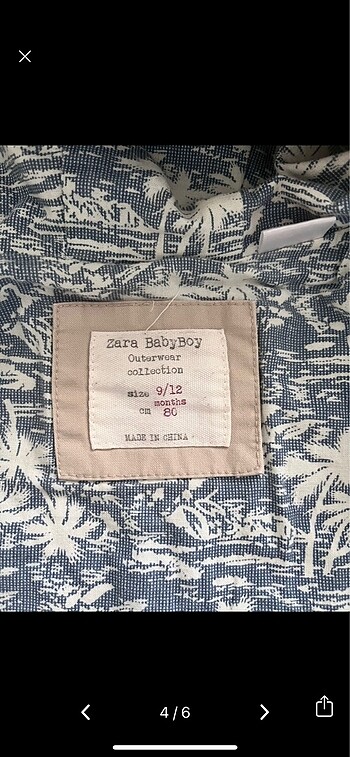 Zara BabyBoy
Outerwear
collection
size 9/12
months
cm 80
MADE IN CHINA
4/6